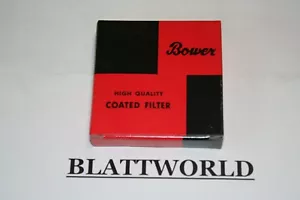 Bower
HIGH QUALITY
COATED FILTER
BLATTWORLD